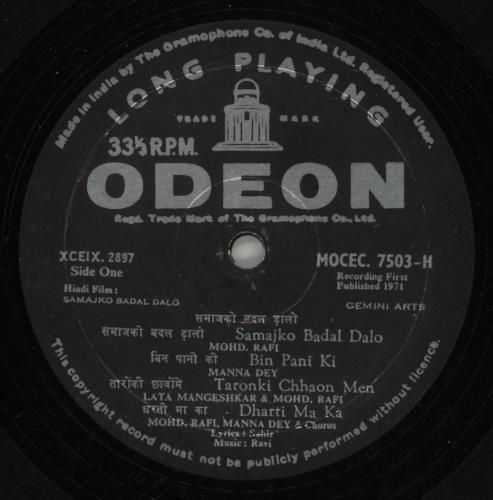 Made in India by The Gramophone Co. of India Ltd. Registered User.
LONG PLAYING
TRADE MARK
33⅓ R.P.M.
ODEON
Regd. Trade Mark of The Gramophone Co., Ltd.
XCEIX. 2897
Side One
MOCEC. 7503-H
Recording First
Published 1971
Hindi Film:
SAMAJKO BADAL DALO
GEMINI ARTS
समाजको बदल डालो
समाजको बदल डालो Samajko Badal Dalo
MOHD. RAFI
बिन पानी की Bin Pani Ki
MANNA DEY
तारोंकी छावोंमें Taronki Chhaon Men
LATA MANGESHKAR & MOHD. RAFI
धरती मा का Dharti Ma Ka
MOHD. RAFI, MANNA DEY & Chorus
Lyrics: Sahir
Music: Ravi
This copyright record must not be publicly performed without licence.